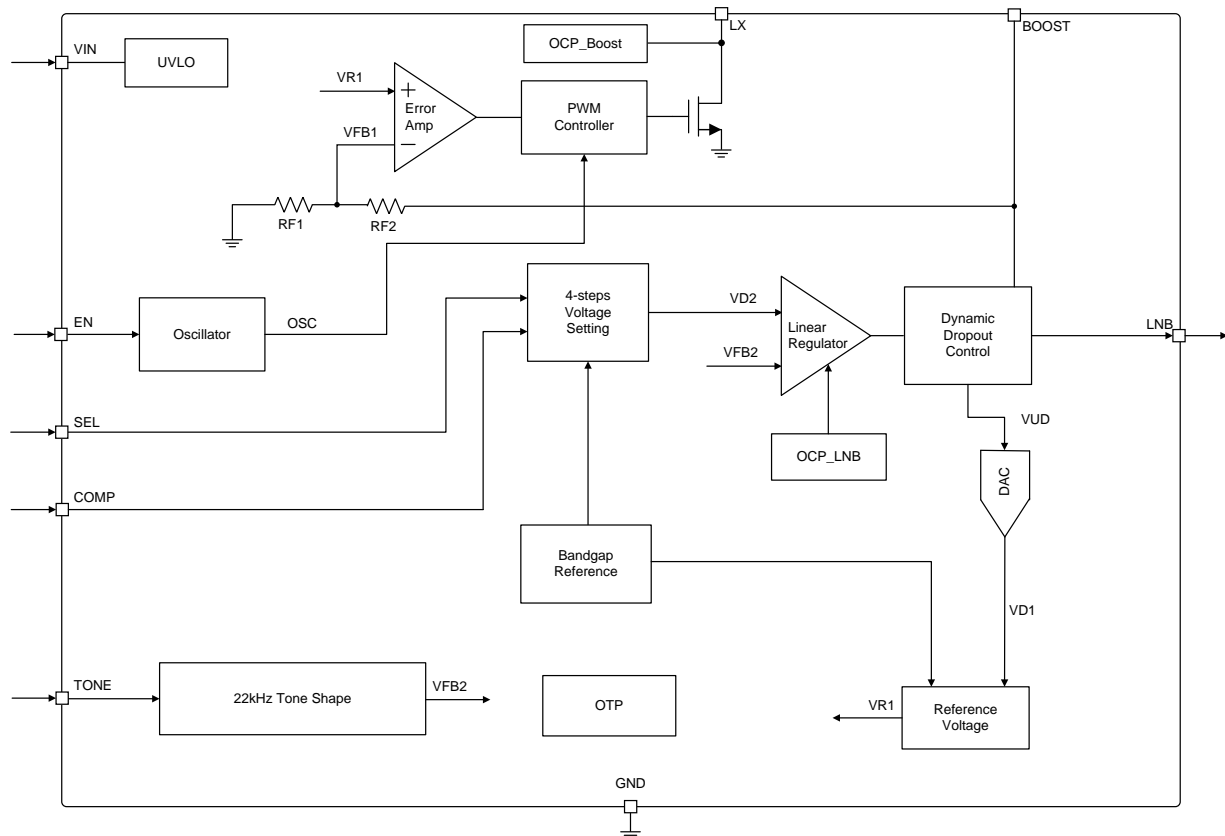 LX
BOOST
OCP_Boost
VIN
UVLO
VR1
+
Error
Amp
PWM
Controller
VFB1
−
RF1
RF2
4-steps
Voltage
Setting
VD2
Linear
Regulator
VFB2
Dynamic
Dropout
Control
LNB
EN
Oscillator
OSC
SEL
VUD
OCP_LNB
DAC
COMP
Bandgap
Reference
VD1
TONE
22kHz Tone Shape
VFB2
OTP
VR1
Reference
Voltage
GND